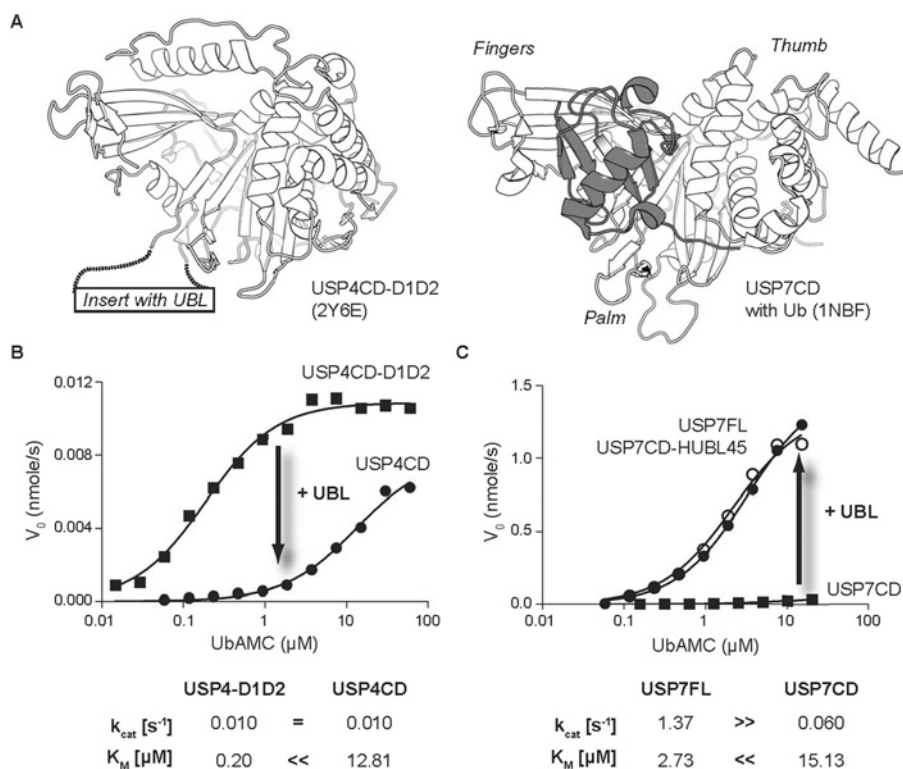 A
Fingers
Thumb
Insert with UBL
USP4CD-D1D2
(2Y6E)
Palm
USP7CD
with Ub (1NBF)
B
V0 (nmole/s)
0.012
0.008
0.004
0.000
0.01 0.1 1 10 100
UbAMC (µM)
USP4CD-D1D2
USP4CD
+ UBL
USP4-D1D2 USP4CD
kcat [s-1] 0.010 = 0.010
KM [µM] 0.20 << 12.81
C
V0 (nmole/s)
1.5
1.0
0.5
0.0
0.01 0.1 1 10 100
UbAMC (µM)
USP7FL
USP7CD-HUBL45
+ UBL
USP7CD
USP7FL USP7CD
kcat [s-1] 1.37 >> 0.060
KM [µM] 2.73 << 15.13